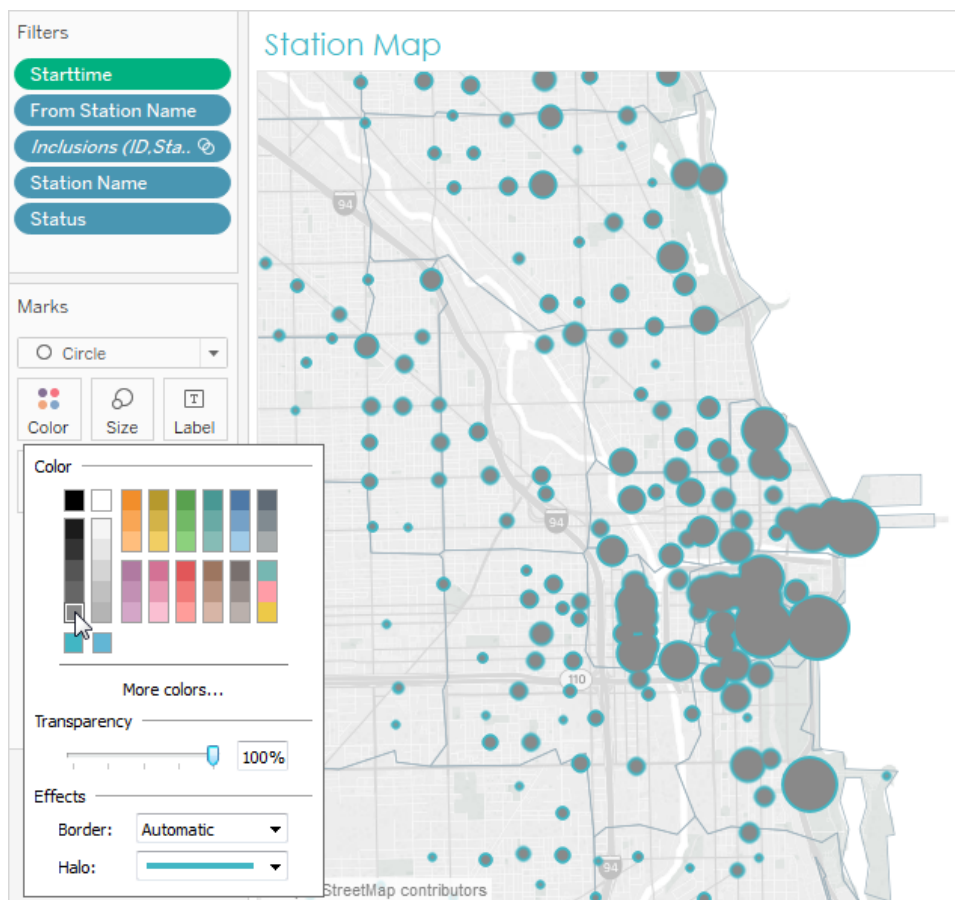 Filters
Station Map
Starttime
From Station Name
Inclusions (ID,Sta..
Station Name
Status
94
Marks
Circle
Color
Size
T
Label
Color
94
More colors...
110
Transparency
100%
Effects
Border:
Automatic
Halo:
94
StreetMap contributors